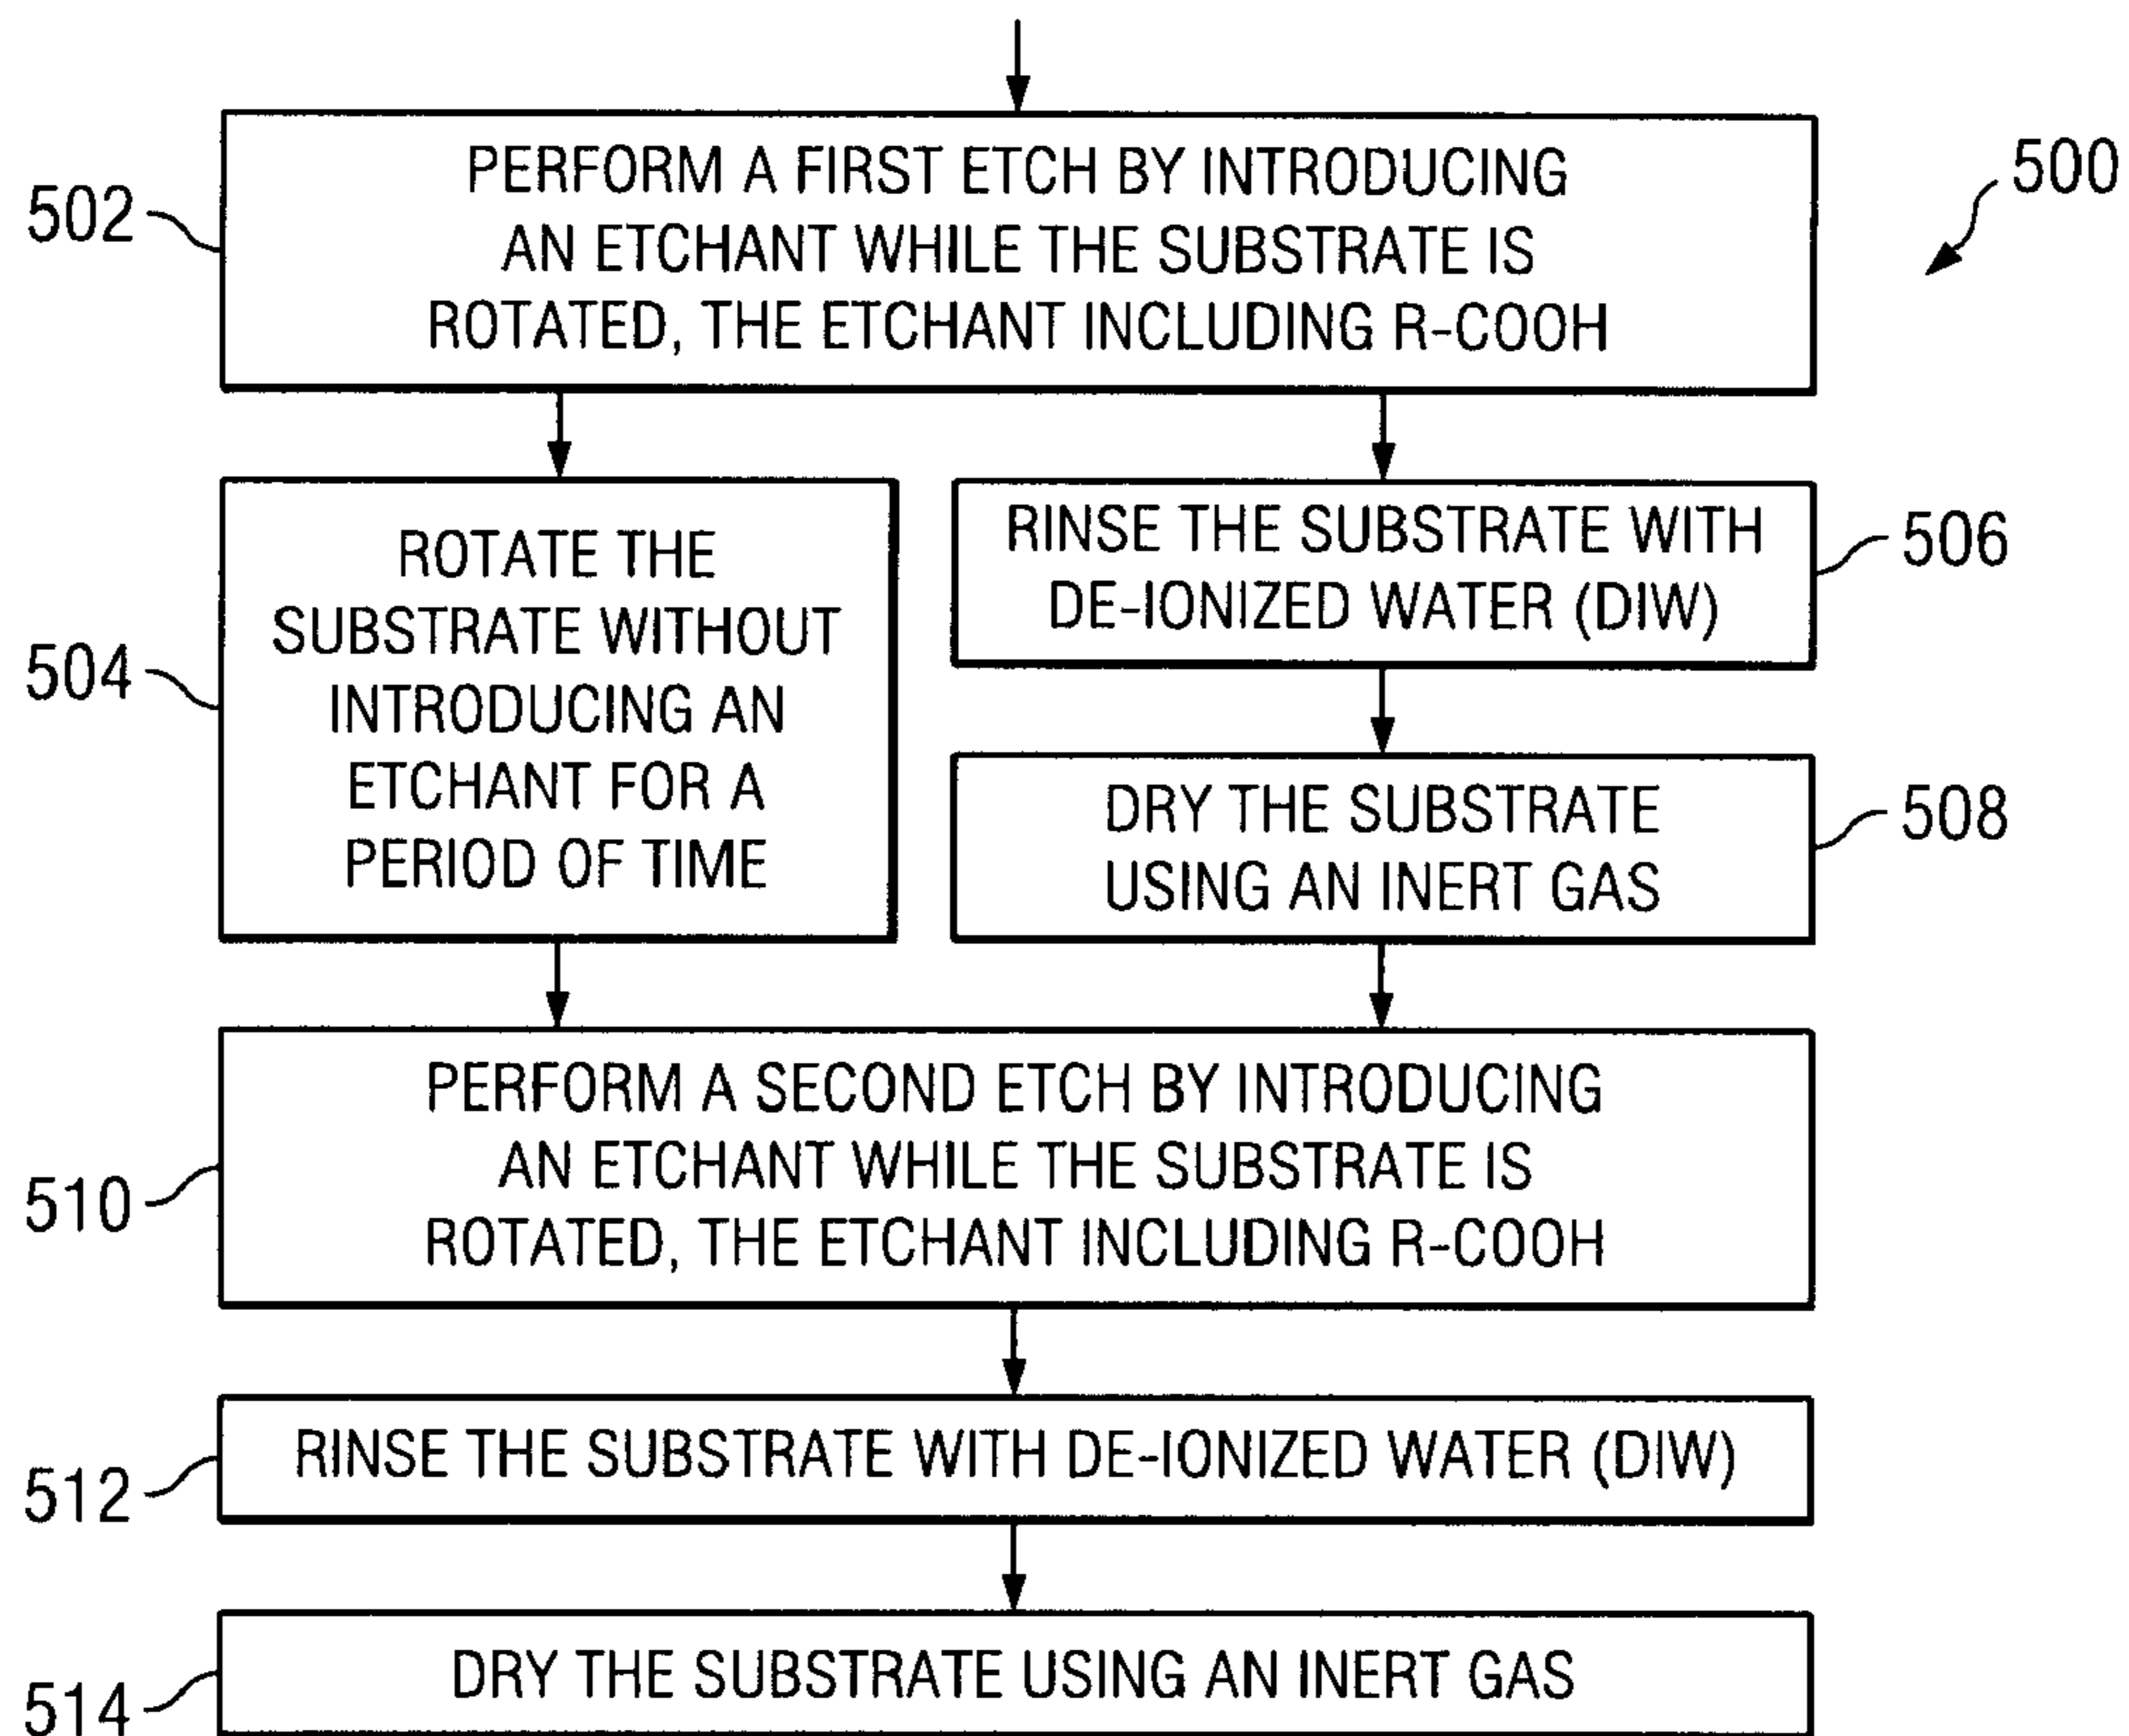 500
502
PERFORM A FIRST ETCH BY INTRODUCING
AN ETCHANT WHILE THE SUBSTRATE IS
ROTATED, THE ETCHANT INCLUDING R-COOH
504
ROTATE THE
SUBSTRATE WITHOUT
INTRODUCING AN
ETCHANT FOR A
PERIOD OF TIME
RINSE THE SUBSTRATE WITH
DE-IONIZED WATER (DIW)
506
DRY THE SUBSTRATE
USING AN INERT GAS
508
510
PERFORM A SECOND ETCH BY INTRODUCING
AN ETCHANT WHILE THE SUBSTRATE IS
ROTATED, THE ETCHANT INCLUDING R-COOH
512
RINSE THE SUBSTRATE WITH DE-IONIZED WATER (DIW)
514
DRY THE SUBSTRATE USING AN INERT GAS